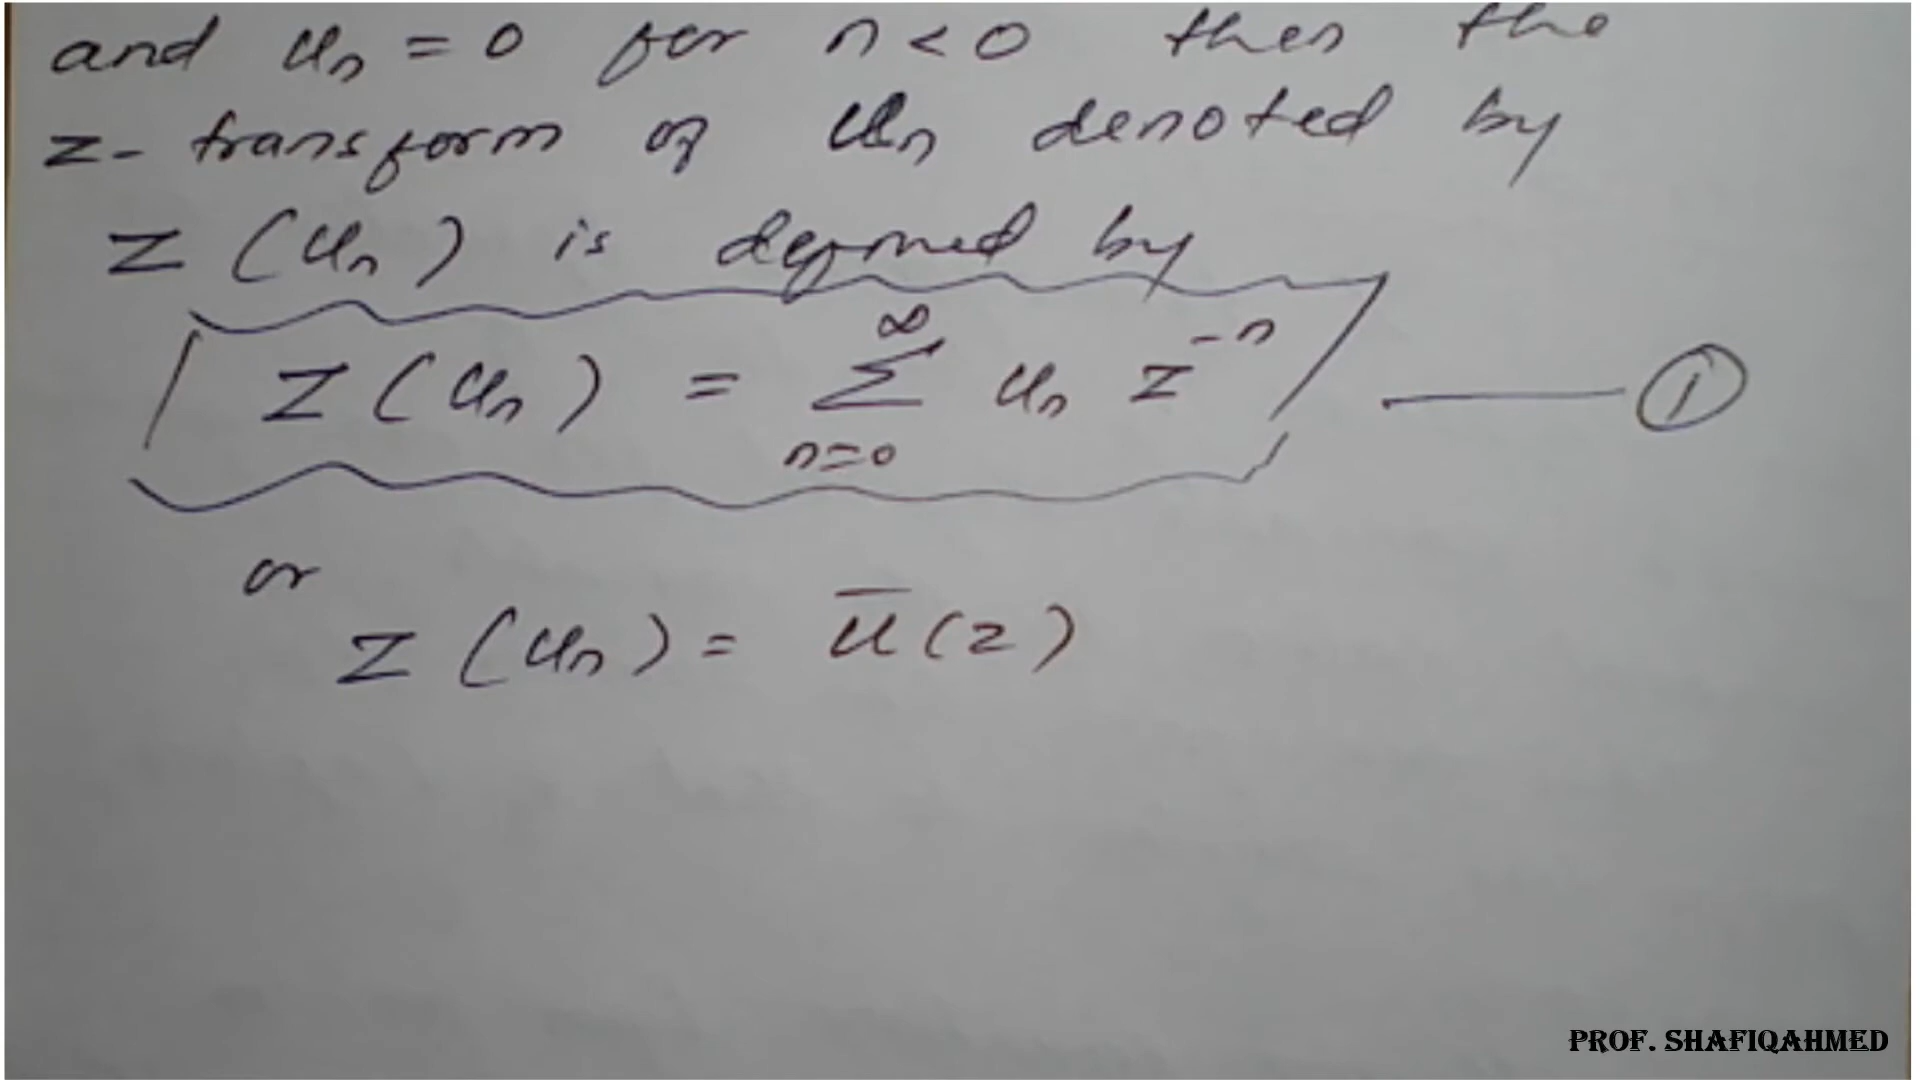 and uₙ = 0 for n < 0 then the
z- transform of uₙ denoted by
Z (uₙ) is defined by
Z (uₙ) = ∑_{n=0}^{∞} uₙ z⁻ⁿ —— ①
or
Z (uₙ) = ū(z)
PROF. SHAFIQAHMED